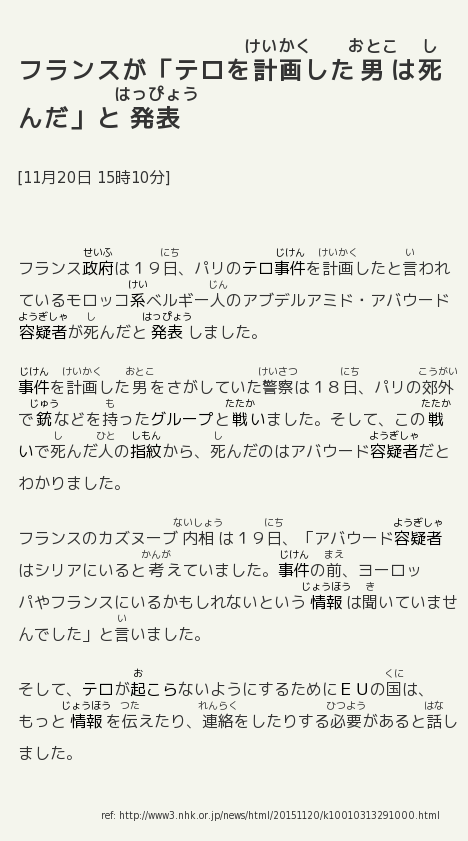 フランスが「テロを計画した男は死
んだ」と発表
[11月20日 15時10分]
フランス政府は１９日、パリのテロ事件を計画したと言われ
ているモロッコ系ベルギー人のアブデルアミド・アバウード
容疑者が死んだと発表しました。
事件を計画した男をさがしていた警察は１８日、パリの郊外
で銃などを持ったグループと戦いました。そして、この戦
いで死んだ人の指紋から、死んだのはアバウード容疑者だと
わかりました。
フランスのカズヌーブ内相は１９日、「アバウード容疑者
はシリアにいると考えていました。事件の前、ヨーロッ
パやフランスにいるかもしれないという情報は聞いていませ
んでした」と言いました。
そして、テロが起こらないようにするためにＥＵの国は、
もっと情報を伝えたり、連絡をしたりする必要があると話し
ました。
ref: http://www3.nhk.or.jp/news/html/20151120/k10010313291000.html